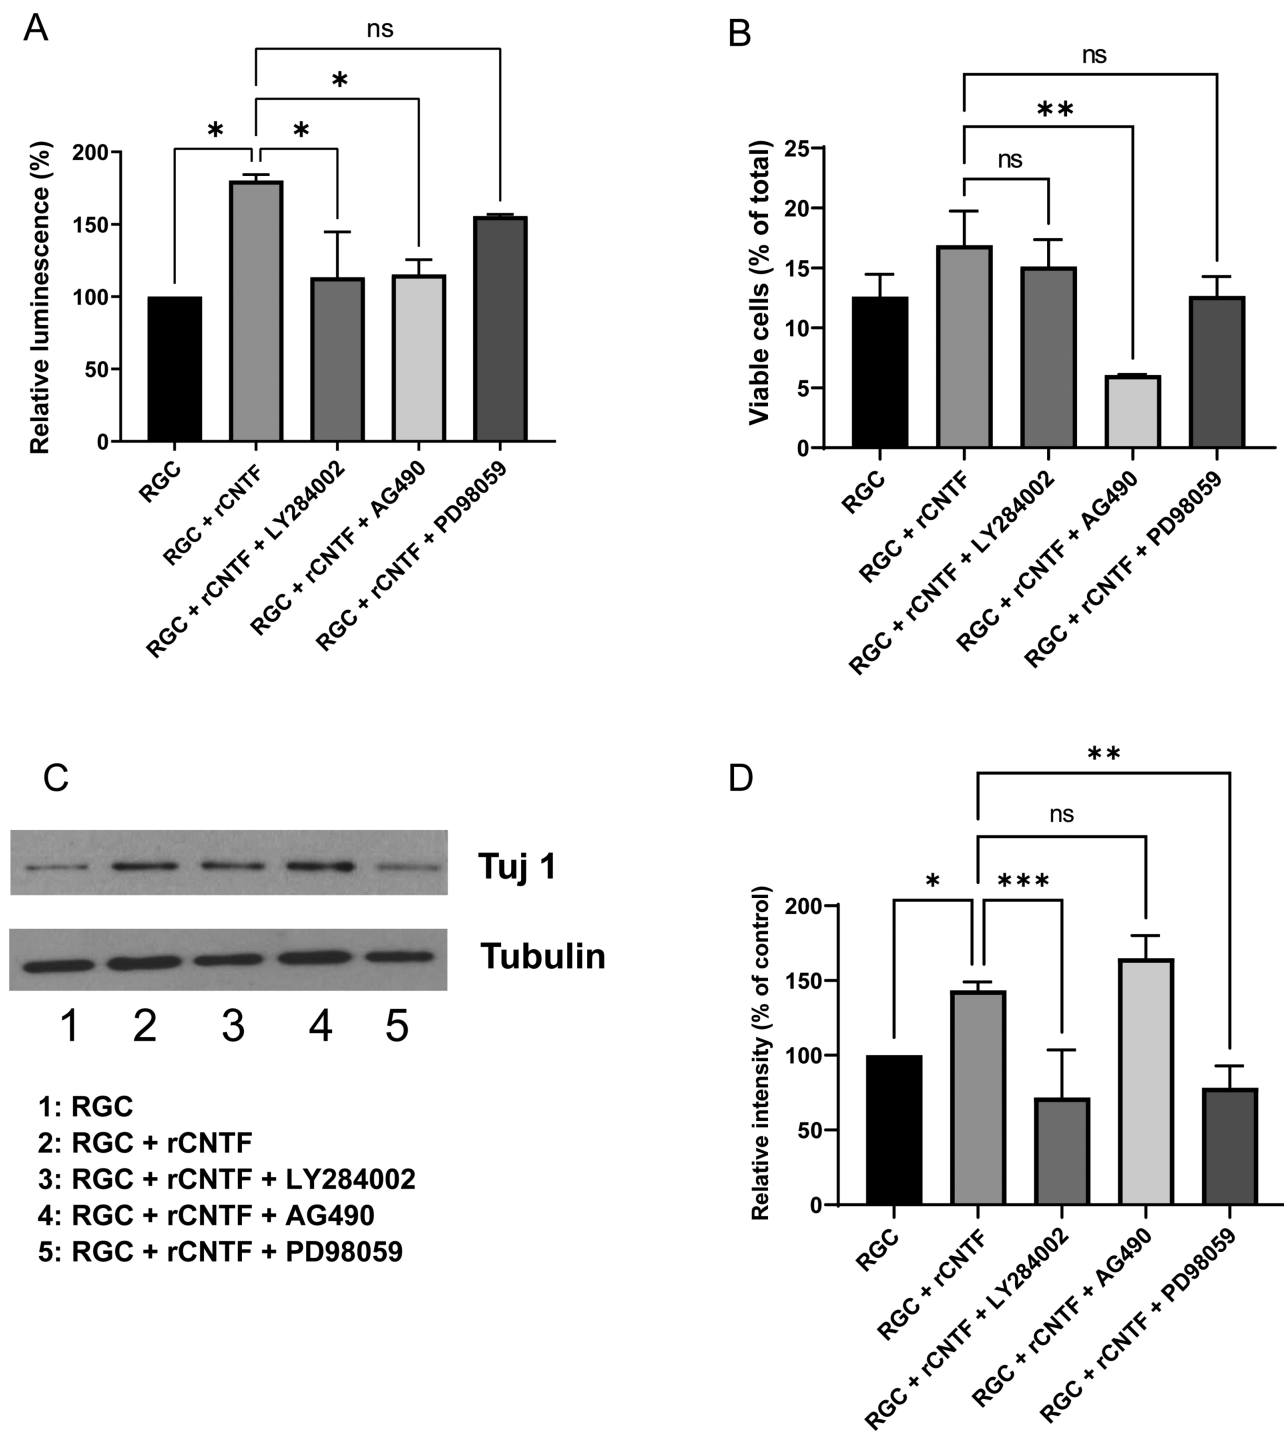 A
ns
*
* *
Relative luminescence (%)
200
150
100
50
0
RGC
RGC + rCNTF
RGC + rCNTF + LY284002
RGC + rCNTF + AG490
RGC + rCNTF + PD98059
B
ns
**
ns
Viable cells (% of total)
25
20
15
10
5
0
RGC
RGC + rCNTF
RGC + rCNTF + LY284002
RGC + rCNTF + AG490
RGC + rCNTF + PD98059
C
Tuj 1
Tubulin
1 2 3 4 5
1: RGC
2: RGC + rCNTF
3: RGC + rCNTF + LY284002
4: RGC + rCNTF + AG490
5: RGC + rCNTF + PD98059
D
**
ns
* ***
Relative intensity (% of control)
200
150
100
50
0
RGC
RGC + rCNTF
RGC + rCNTF + LY284002
RGC + rCNTF + AG490
RGC + rCNTF + PD98059